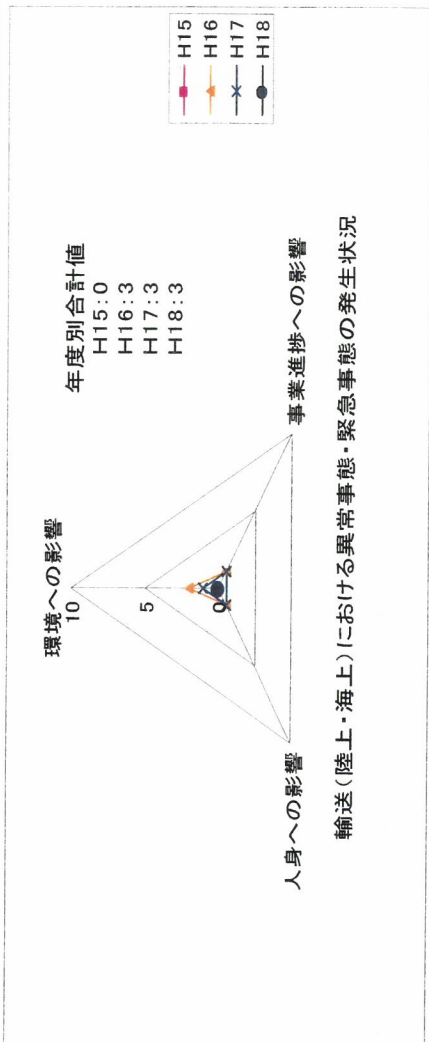 環境への影響
10
5
0
人身への影響
事業進捗への影響
年度別合計値
H15:0
H16:3
H17:3
H18:3
H15
H16
H17
H18
輸送(陸上・海上)における異常事態・緊急事態の発生状況